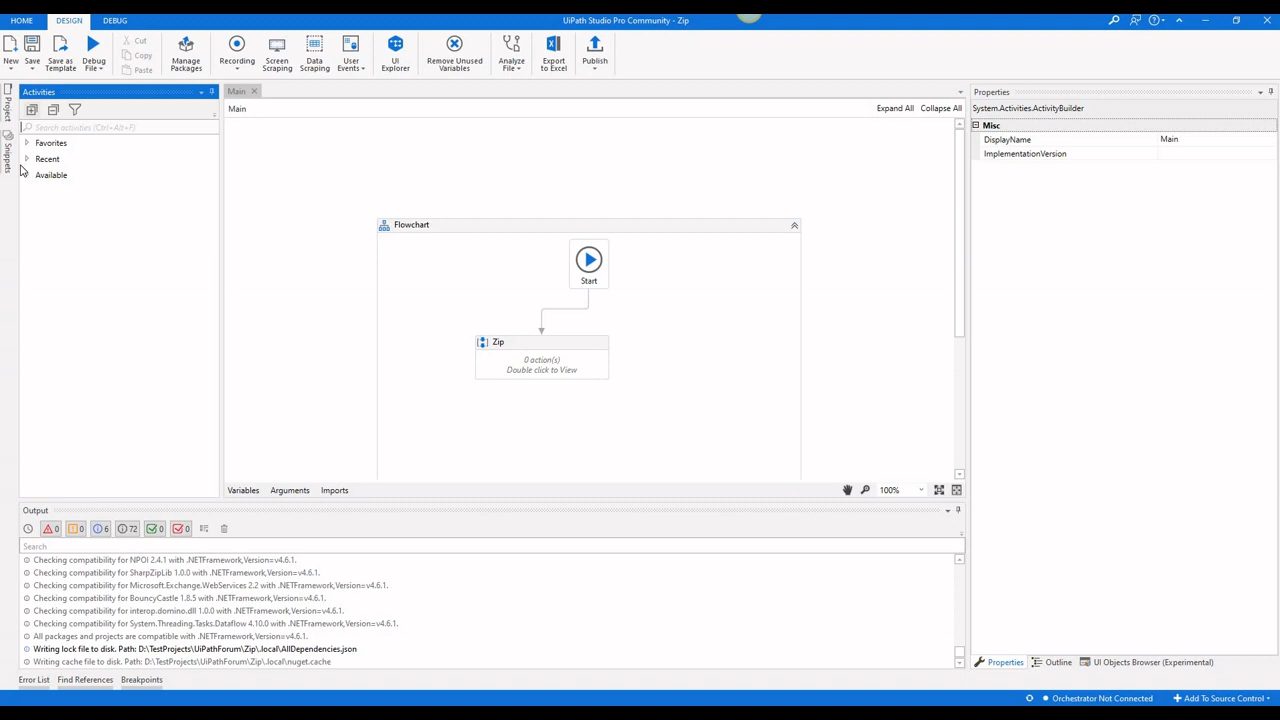 HOME DESIGN DEBUG UiPath Studio Pro Community - Zip
New Save Save as Template Debug File Cut Copy Paste Manage Packages Recording Screen Scraping Data Scraping User Events UI Explorer Remove Unused Variables Analyze File Export to Excel Publish
Project
Snippets
Activities
Search activities (Ctrl+Alt+F)
Favorites
Recent
Available
Main
Main Expand All Collapse All
Flowchart
Start
Zip
0 action(s)
Double click to View
Variables Arguments Imports 100%
Properties
System.Activities.ActivityBuilder
Misc
DisplayName Main
ImplementationVersion
Output
0 0 6 72 0 0
Search
Checking compatibility for NPOI 2.4.1 with .NETFramework,Version=v4.6.1.
Checking compatibility for SharpZipLib 1.0.0 with .NETFramework,Version=v4.6.1.
Checking compatibility for Microsoft.Exchange.WebServices 2.2 with .NETFramework,Version=v4.6.1.
Checking compatibility for BouncyCastle 1.8.5 with .NETFramework,Version=v4.6.1.
Checking compatibility for interop.domino.dll 1.0.0 with .NETFramework,Version=v4.6.1.
Checking compatibility for System.Threading.Tasks.Dataflow 4.10.0 with .NETFramework,Version=v4.6.1.
All packages and projects are compatible with .NETFramework,Version=v4.6.1.
Writing lock file to disk. Path: D:\TestProjects\UiPathForum\Zip\.local\AllDependencies.json
Writing cache file to disk. Path: D:\TestProjects\UiPathForum\Zip\.local\nuget.cache
Properties Outline UI Objects Browser (Experimental)
Error List Find References Breakpoints
Orchestrator Not Connected Add To Source Control